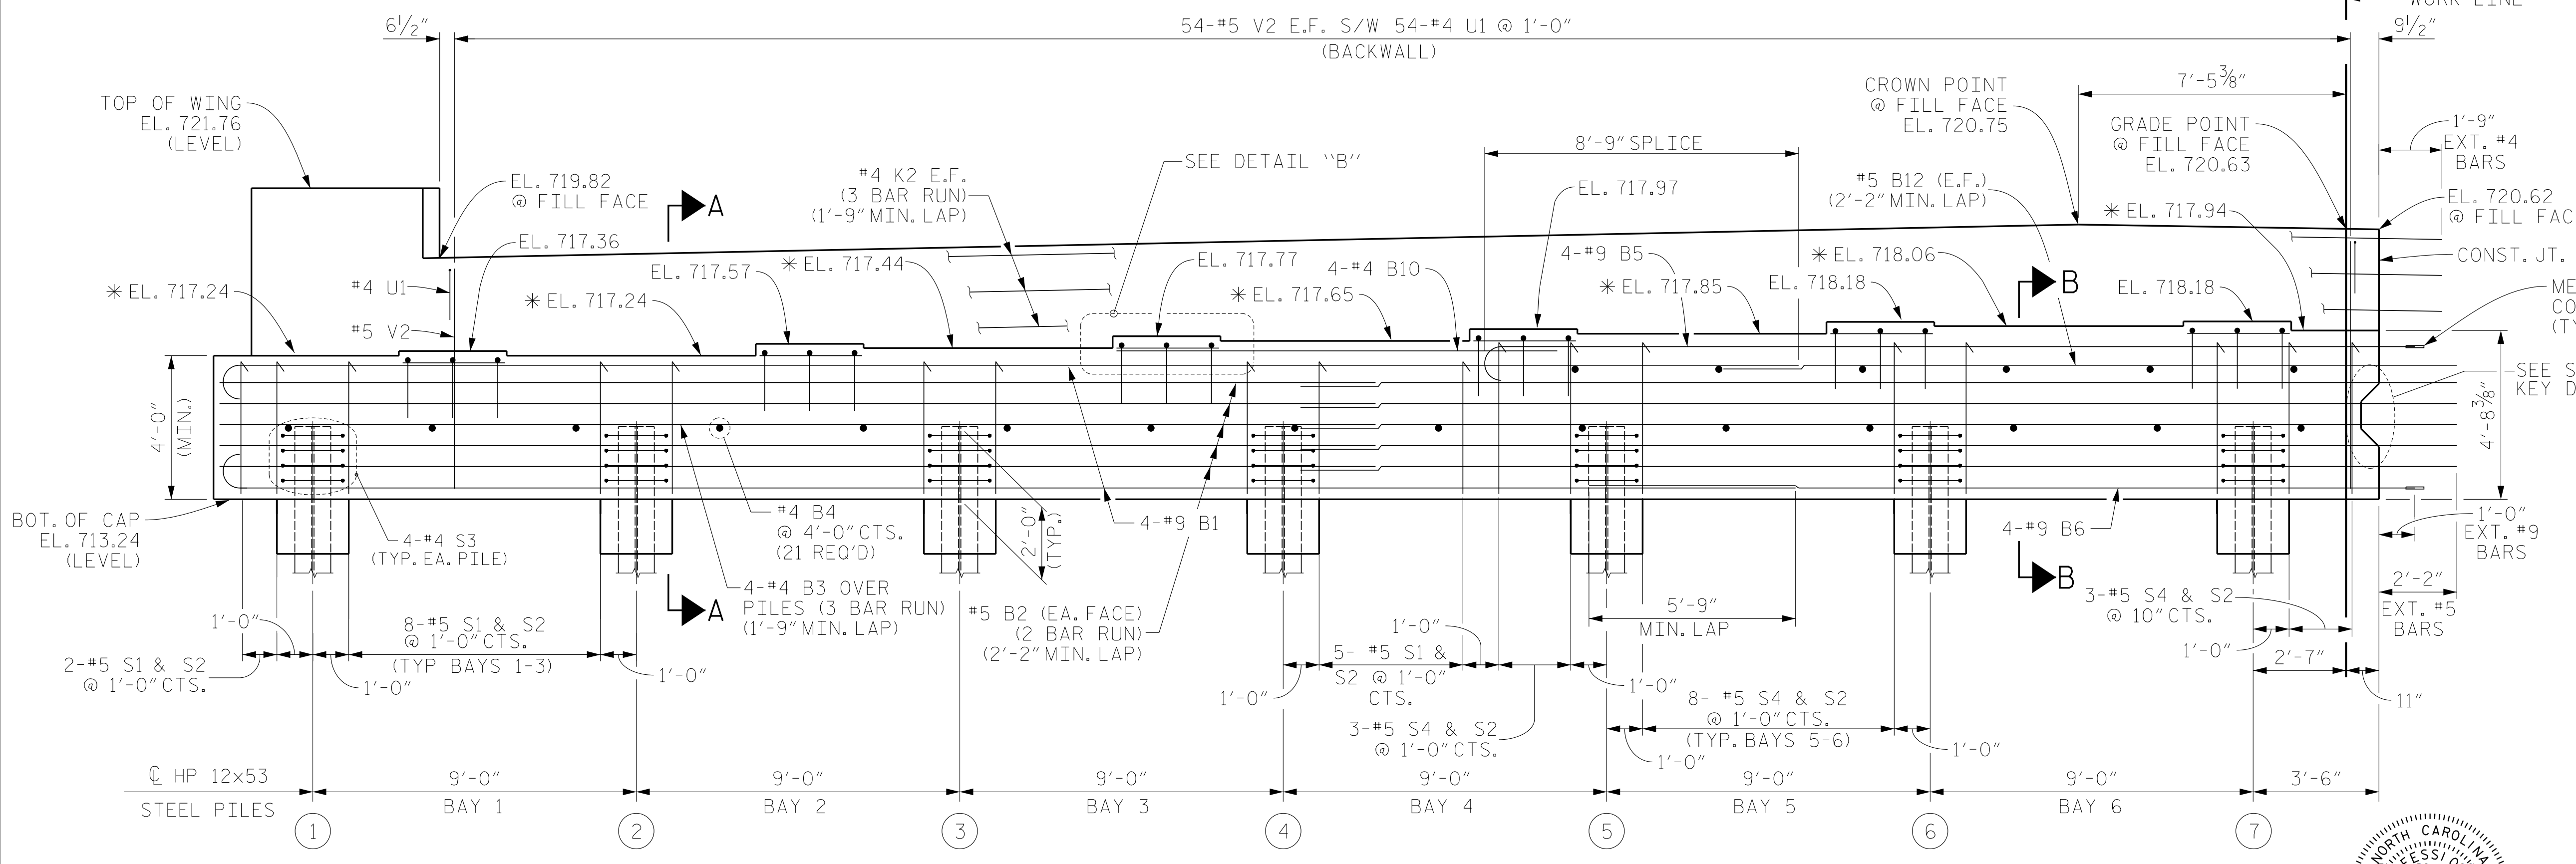 WORK LINE
6½"
54-#5 V2 E.F. S/W 54-#4 U1 @ 1'-0"
(BACKWALL)
9½"
TOP OF WING
EL. 721.76
(LEVEL)
CROWN POINT
@ FILL FACE
EL. 720.75
7'-5⅜"
GRADE POINT
@ FILL FACE
EL. 720.63
1'-9"
EXT. #4
BARS
8'-9" SPLICE
SEE DETAIL "B"
#4 K2 E.F.
(3 BAR RUN)
(1'-9" MIN. LAP)
EL. 719.82
@ FILL FACE
A
EL. 717.97
#5 B12 (E.F.)
(2'-2" MIN. LAP)
* EL. 717.94
EL. 720.62
@ FILL FAC
EL. 717.36
EL. 717.57
* EL. 717.44
EL. 717.77
4-#4 B10
4-#9 B5
* EL. 718.06
CONST. JT.
* EL. 717.24
#4 U1
* EL. 717.24
* EL. 717.65
* EL. 717.85
EL. 718.18
B
EL. 718.18
ME
CO
(TY
#5 V2
4'-0"
(MIN.)
SEE S
KEY D
4'-8⅜"
BOT. OF CAP
EL. 713.24
(LEVEL)
4-#4 S3
(TYP. EA. PILE)
#4 B4
@ 4'-0" CTS.
(21 REQ'D)
2'-0"
(TYP.)
4-#9 B1
4-#9 B6
1'-0"
EXT. #9
BARS
A
4-#4 B3 OVER
PILES (3 BAR RUN)
(1'-9" MIN. LAP)
#5 B2 (EA. FACE)
(2 BAR RUN)
(2'-2" MIN. LAP)
5'-9"
MIN. LAP
B
3-#5 S4 & S2
@ 10" CTS.
2'-2"
EXT. #5
BARS
1'-0"
8-#5 S1 & S2
@ 1'-0" CTS.
(TYP BAYS 1-3)
2-#5 S1 & S2
@ 1'-0" CTS.
1'-0"
1'-0"
1'-0"
5- #5 S1 &
S2 @ 1'-0"
CTS.
1'-0"
1'-0"
3-#5 S4 & S2
@ 1'-0" CTS.
8- #5 S4 & S2
@ 1'-0" CTS.
(TYP. BAYS 5-6)
1'-0"
1'-0"
1'-0"
2'-7"
11"
℄ HP 12x53
STEEL PILES
9'-0"
BAY 1
9'-0"
BAY 2
9'-0"
BAY 3
9'-0"
BAY 4
9'-0"
BAY 5
9'-0"
BAY 6
3'-6"
1
2
3
4
5
6
7
NORTH CAROLINA